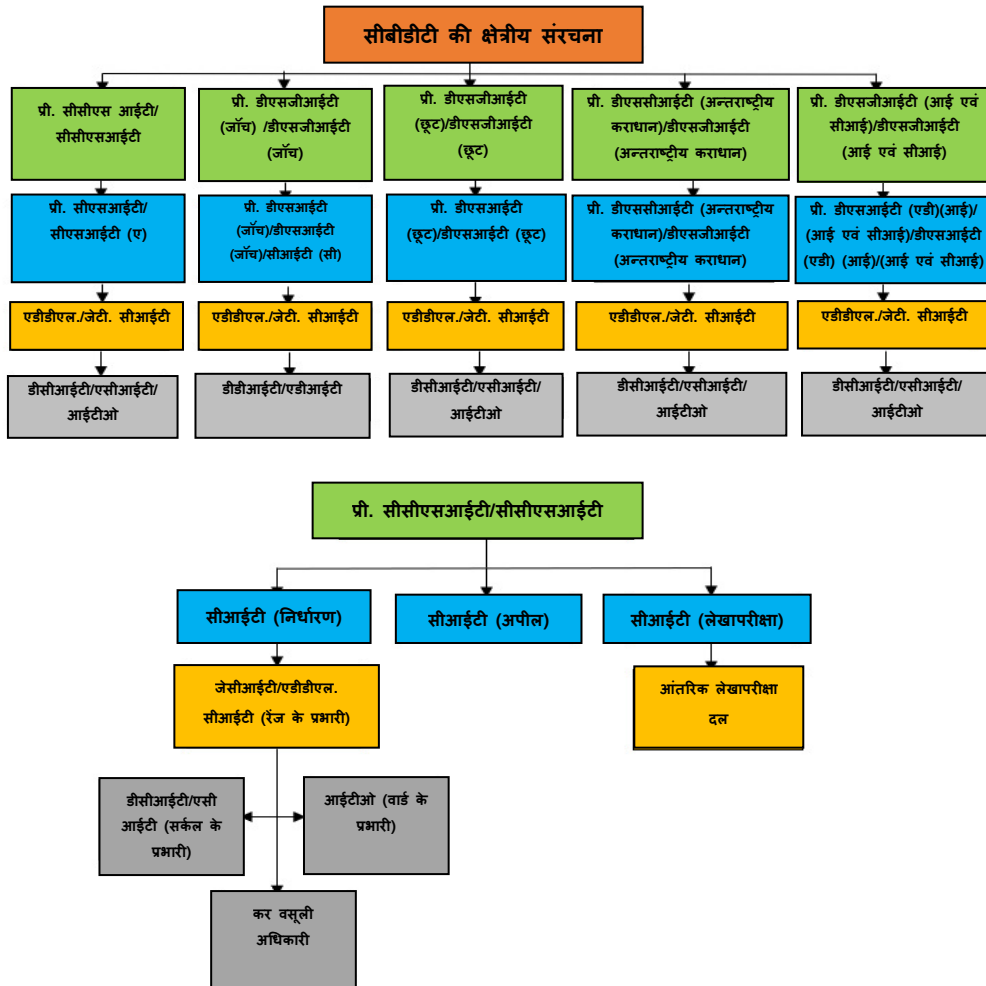 सीबीडीटी की क्षेत्रीय संरचना
प्री. सीसीएस आईटी/
सीसीएसआईटी
प्री. डीएसजीआईटी
(जॉच) /डीएसजीआईटी
(जॉच)
प्री. डीएसजीआईटी
(छूट)/डीएसजीआईटी
(छूट)
प्री. डीएससीआईटी (अन्तराष्ट्रीय
कराधान)/डीएसजीआईटी
(अन्तराष्ट्रीय कराधान)
प्री. डीएसजीआईटी (आई एवं
सीआई)/डीएसजीआईटी
(आई एवं सीआई)
प्री. सीएसआईटी/
सीएसआईटी (ए)
प्री. डीएसआईटी
(जॉच)/डीएसआईटी
(जॉच)/सीआईटी (सी)
प्री. डीएसआईटी
(छूट)/डीएसआईटी (छूट)
प्री. डीएससीआईटी (अन्तराष्ट्रीय
कराधान)/डीएसजीआईटी
(अन्तराष्ट्रीय कराधान)
प्री. डीएसआईटी (एडी)(आई)/
(आई एवं सीआई)/डीएसआईटी
(एडी) (आई)/(आई एवं सीआई)
एडीडीएल./जेटी. सीआईटी
एडीडीएल./जेटी. सीआईटी
एडीडीएल./जेटी. सीआईटी
एडीडीएल./जेटी. सीआईटी
एडीडीएल./जेटी. सीआईटी
डीसीआईटी/एसीआईटी/
आईटीओ
डीडीआईटी/एडीआईटी
डीसीआईटी/एसीआईटी/
आईटीओ
डीसीआईटी/एसीआईटी/
आईटीओ
डीसीआईटी/एसीआईटी/
आईटीओ
प्री. सीसीएसआईटी/सीसीएसआईटी
सीआईटी (निर्धारण)
सीआईटी (अपील)
सीआईटी (लेखापरीक्षा)
जेसीआईटी/एडीडीएल.
सीआईटी (रेंज के प्रभारी)
आंतरिक लेखापरीक्षा
दल
डीसीआईटी/एसी
आईटी (सर्कल के
प्रभारी)
आईटीओ (वार्ड के
प्रभारी)
कर वसूली
अधिकारी